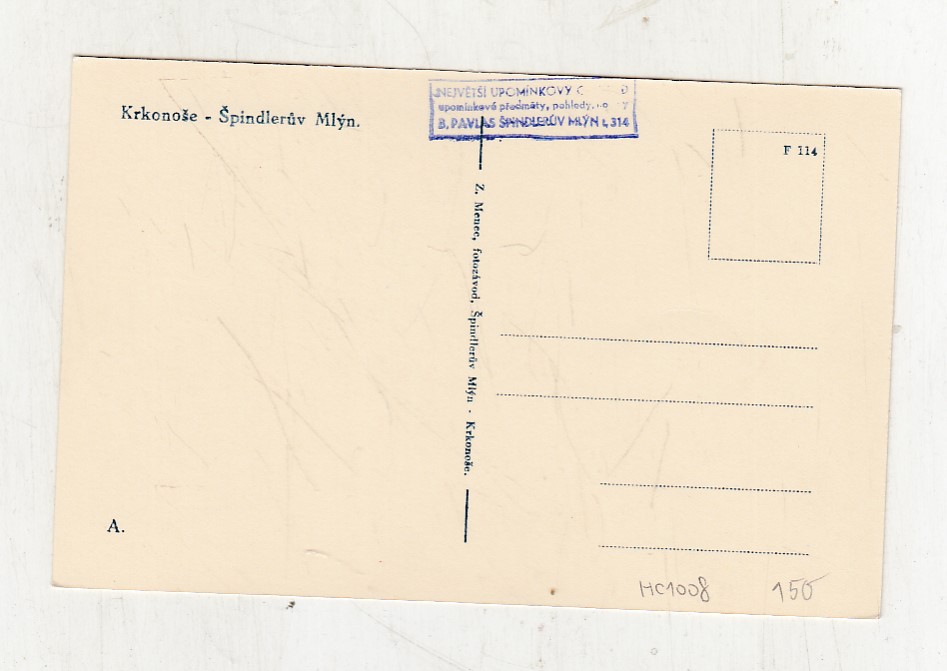 Krkonoše - Špindlerův Mlýn.
NEJVĚTŠÍ UPOMÍNKOVÝ
upomínkové předměty, pohledy,
B. PAVLAS ŠPINDLERŮV MLÝN č. 314
F 114
Z. Menec, fotozávod, Špindlerův Mlýn - Krkonoše.
A.
HC1008 150